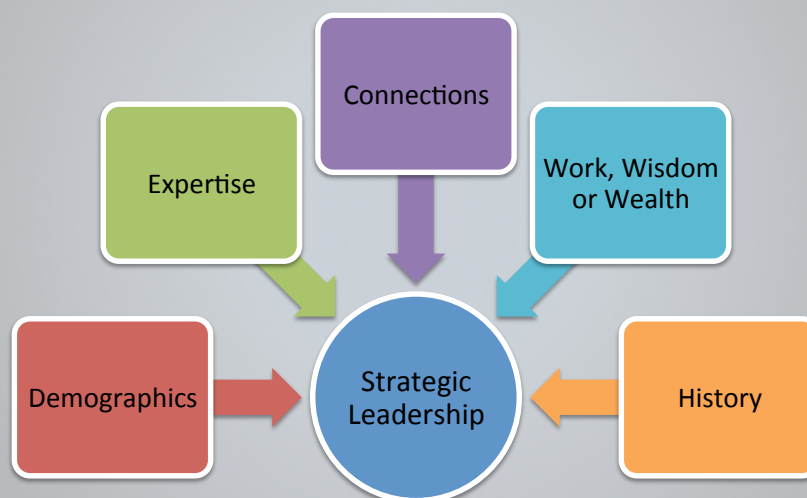 Connections
Expertise
Work, Wisdom
or Wealth
Demographics
Strategic
Leadership
History